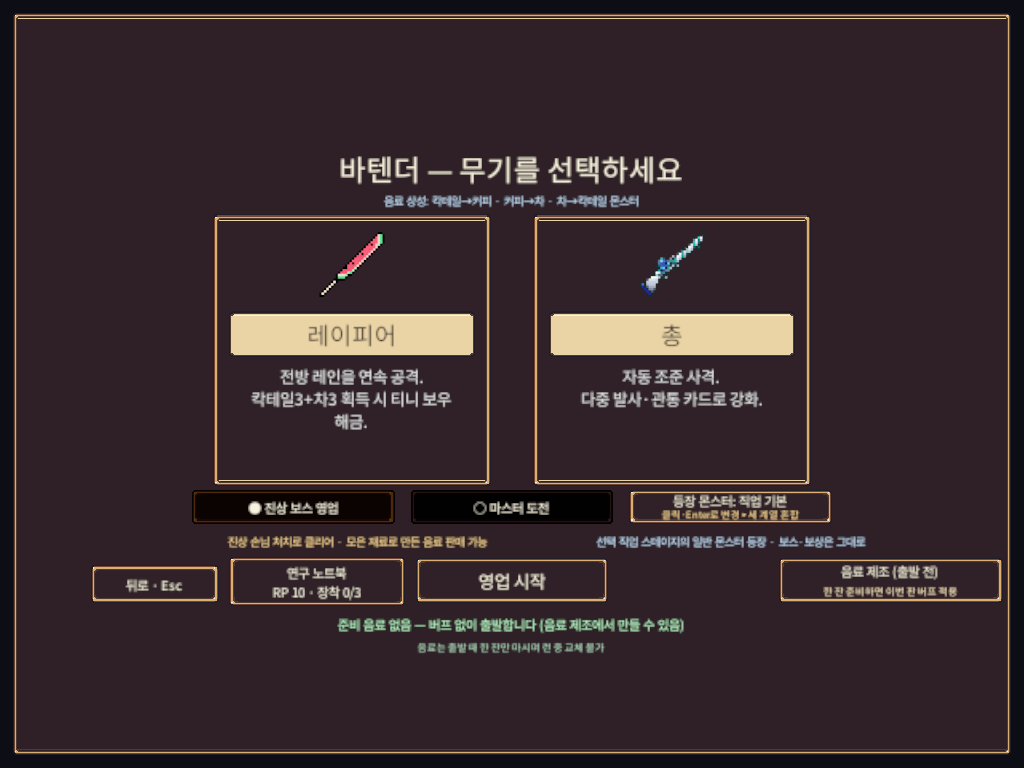 바텐더 — 무기를 선택하세요
음료 상성: 칵테일→커피 · 커피→차 · 차→칵테일 몬스터
레이피어
전방 레인을 연속 공격.
칵테일3+차3 획득 시 티니 보우
해금.
총
자동 조준 사격.
다중 발사·관통 카드로 강화.
● 진상 보스 영업
○ 마스터 도전
등장 몬스터: 직업 기본
클릭·Enter로 변경 · 세 계열 혼합
진상 손님 처치로 클리어 · 모은 재료로 만든 음료 판매 가능
선택 직업 스테이지의 일반 몬스터 등장 · 보스·보상은 그대로
뒤로 · Esc
연구 노트북
RP 10 · 장착 0/3
영업 시작
음료 제조 (출발 전)
한 잔 준비하면 이번 판 버프 적용
준비 음료 없음 — 버프 없이 출발합니다 (음료 제조에서 만들 수 있음)
음료는 출발 때 한 잔만 마시며 런 중 교체 불가